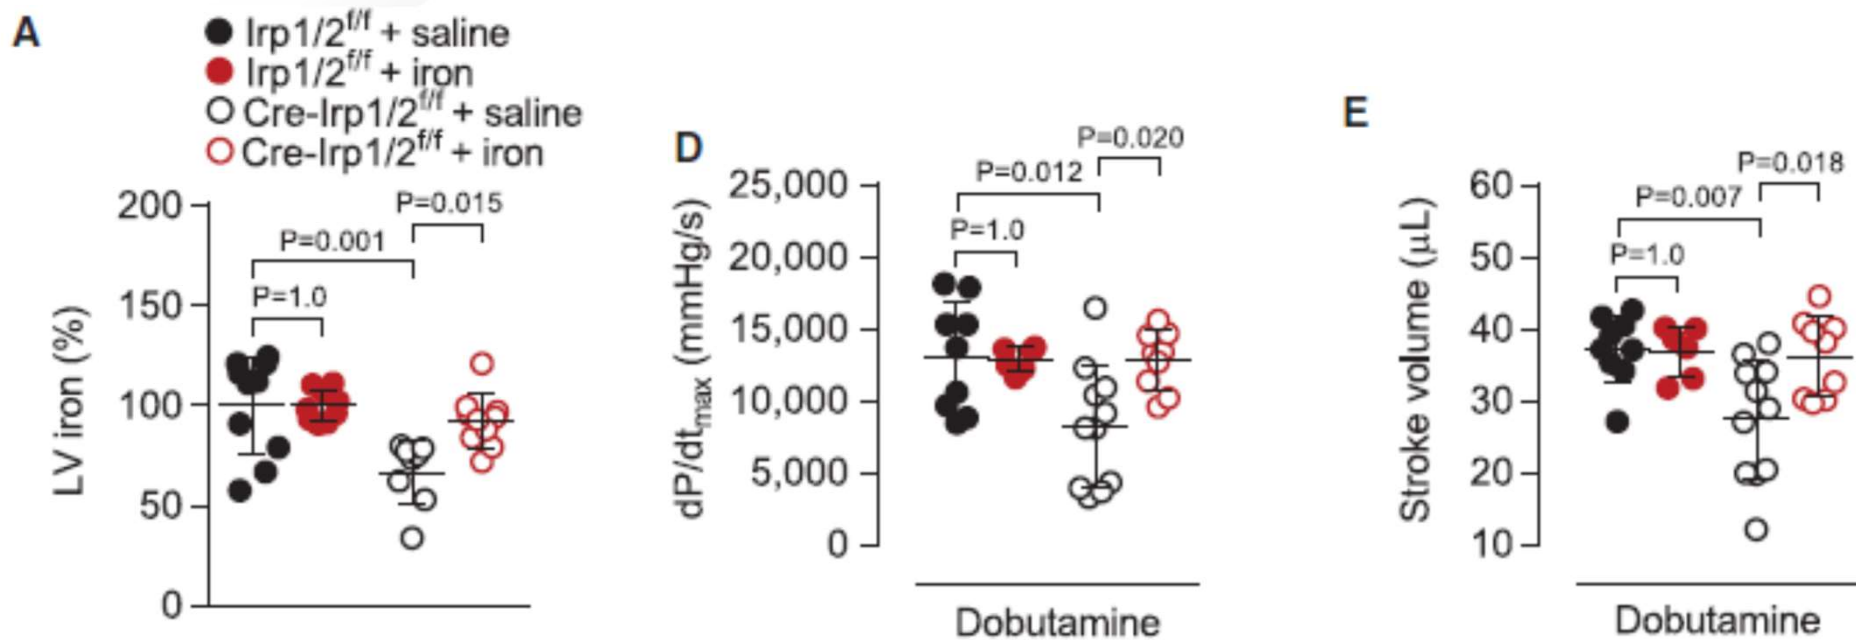 A
Irp1/2f/f + saline
Irp1/2f/f + iron
Cre-Irp1/2f/f + saline
Cre-Irp1/2f/f + iron
LV iron (%)
200
150
100
50
0
P=0.015
P=0.001
P=1.0
D
dP/dtmax (mmHg/s)
25,000
20,000
15,000
10,000
5,000
0
P=0.020
P=0.012
P=1.0
Dobutamine
E
Stroke volume (µL)
60
50
40
30
20
10
P=0.018
P=0.007
P=1.0
Dobutamine